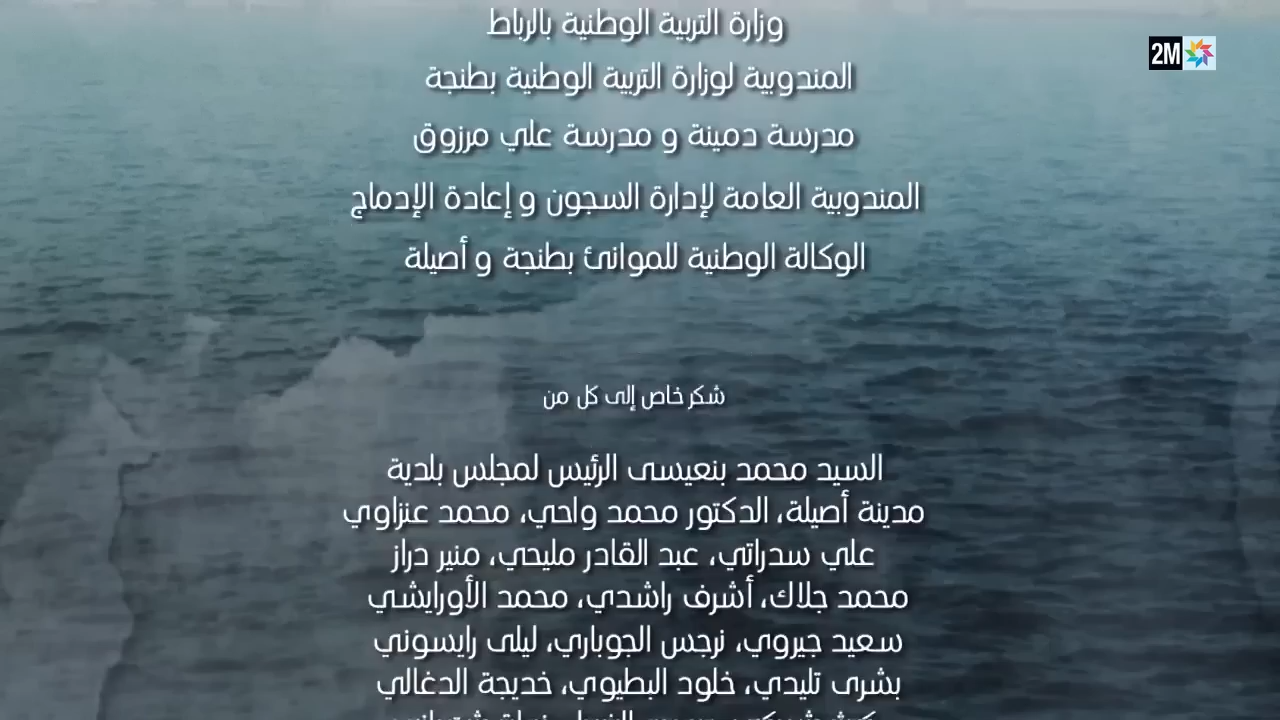 وزارة التربية الوطنية بالرباط
2M
المندوبية لوزارة التربية الوطنية بطنجة
مدرسة دمينة و مدرسة علي مرزوق
المندوبية العامة لإدارة السجون و إعادة الإدماج
الوكالة الوطنية للموانئ بطنجة و أصيلة
شكر خاص إلى كل من
السيد محمد بنعيسى الرئيس لمجلس بلدية
مدينة أصيلة، الدكتور محمد واحي، محمد عنزاوي
علي سدراتي، عبد القادر مليحي، منير دراز
محمد جلاك، أشرف راشدي، محمد الأورايشي
سعيد جيروي، نرجس الجوباري، ليلى رايسوني
بشرى تليدي، خلود البطيوي، خديجة الدغالي